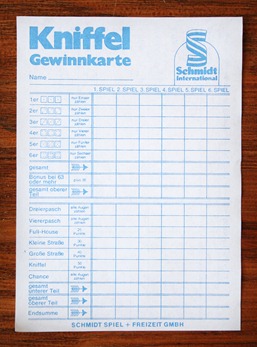 Kniffel
Gewinnkarte
Schmidt
International
Name
1. SPIEL 2. SPIEL 3. SPIEL 4. SPIEL 5. SPIEL 6. SPIEL
1er nur Einer zählen
2er nur Zweier zählen
3er nur Dreier zählen
4er nur Vierer zählen
5er nur Fünfer zählen
6er nur Sechser zählen
gesamt
Bonus bei 63 oder mehr plus 35
gesamt oberer Teil
Dreierpasch alle Augen zählen
Viererpasch alle Augen zählen
Full-House 25 Punkte
Kleine Straße 30 Punkte
Große Straße 40 Punkte
Kniffel 50 Punkte
Chance alle Augen zählen
gesamt unterer Teil
gesamt oberer Teil
Endsumme
SCHMIDT SPIEL + FREIZEIT GMBH